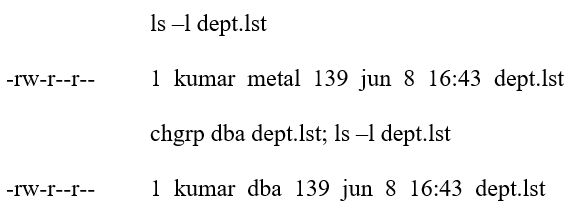 ls –l dept.lst
-rw-r--r-- 1 kumar metal 139 jun 8 16:43 dept.lst
chgrp dba dept.lst; ls –l dept.lst
-rw-r--r-- 1 kumar dba 139 jun 8 16:43 dept.lst